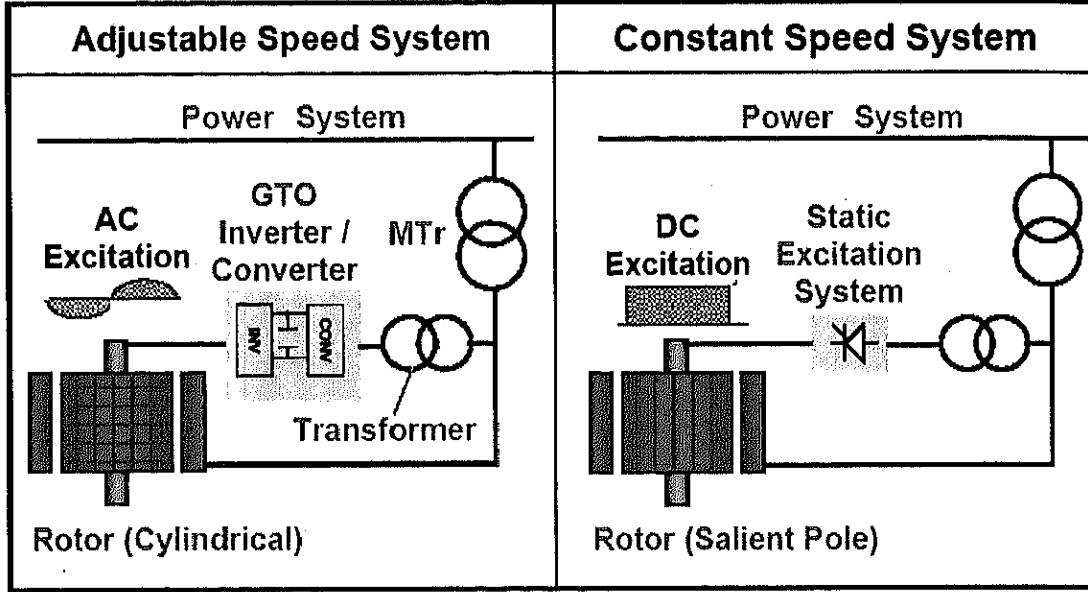 Adjustable Speed System
Power System
AC
Excitation
GTO
Inverter /
Converter
MTr
INV
CONV
Transformer
Rotor (Cylindrical)
Constant Speed System
Power System
DC
Excitation
Static
Excitation
System
Rotor (Salient Pole)